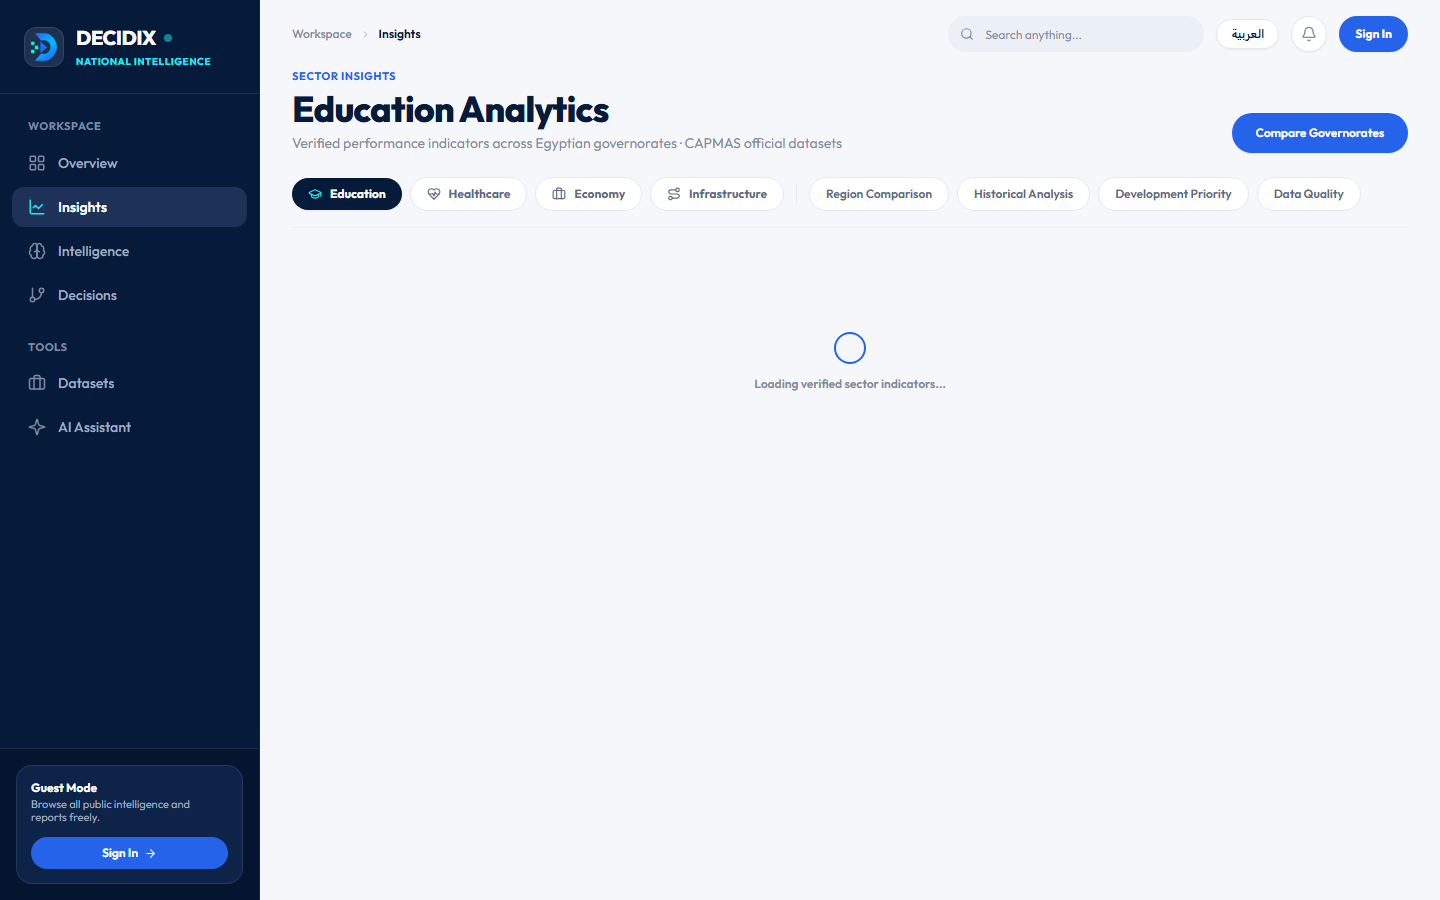 DECIDIX
NATIONAL INTELLIGENCE
WORKSPACE
Overview
Insights
Intelligence
Decisions
TOOLS
Datasets
AI Assistant
Guest Mode
Browse all public intelligence and
reports freely.
Sign In
Workspace
Insights
Search anything...
العربية
Sign In
SECTOR INSIGHTS
Education Analytics
Verified performance indicators across Egyptian governorates · CAPMAS official datasets
Compare Governorates
Education
Healthcare
Economy
Infrastructure
Region Comparison
Historical Analysis
Development Priority
Data Quality
Loading verified sector indicators...